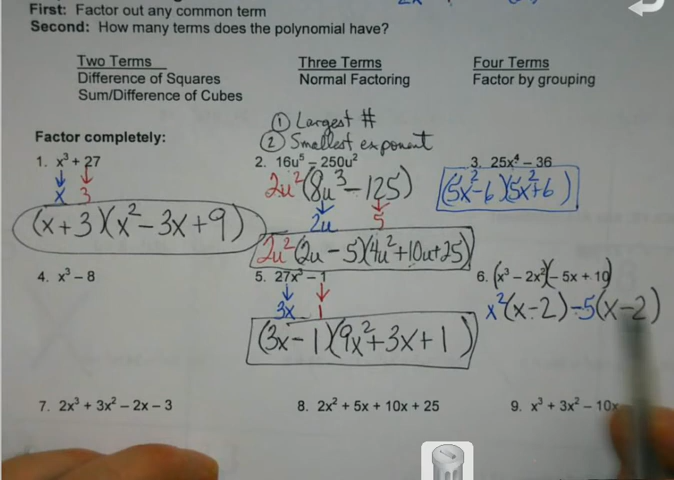 First: Factor out any common term
Second: How many terms does the polynomial have?
Two Terms
Difference of Squares
Sum/Difference of Cubes
Three Terms
Normal Factoring
Four Terms
Factor by grouping
① Largest #
② Smallest exponent
Factor completely:
1. x³ + 27
x 3
(x+3)(x²-3x+9)
2. 16u⁵ – 250u²
2u²(8u³-125)
2u 5
2u²(2u-5)(4u²+10u+25)
3. 25x⁴ - 36
(5x²-6)(5x²+6)
4. x³ – 8
5. 27x³ – 1
3x 1
(3x-1)(9x²+3x+1)
6. (x³ – 2x²)(– 5x + 10)
x²(x-2)-5(x-2)
7. 2x³ + 3x² – 2x – 3
8. 2x² + 5x + 10x + 25
9. x³ + 3x² – 10x